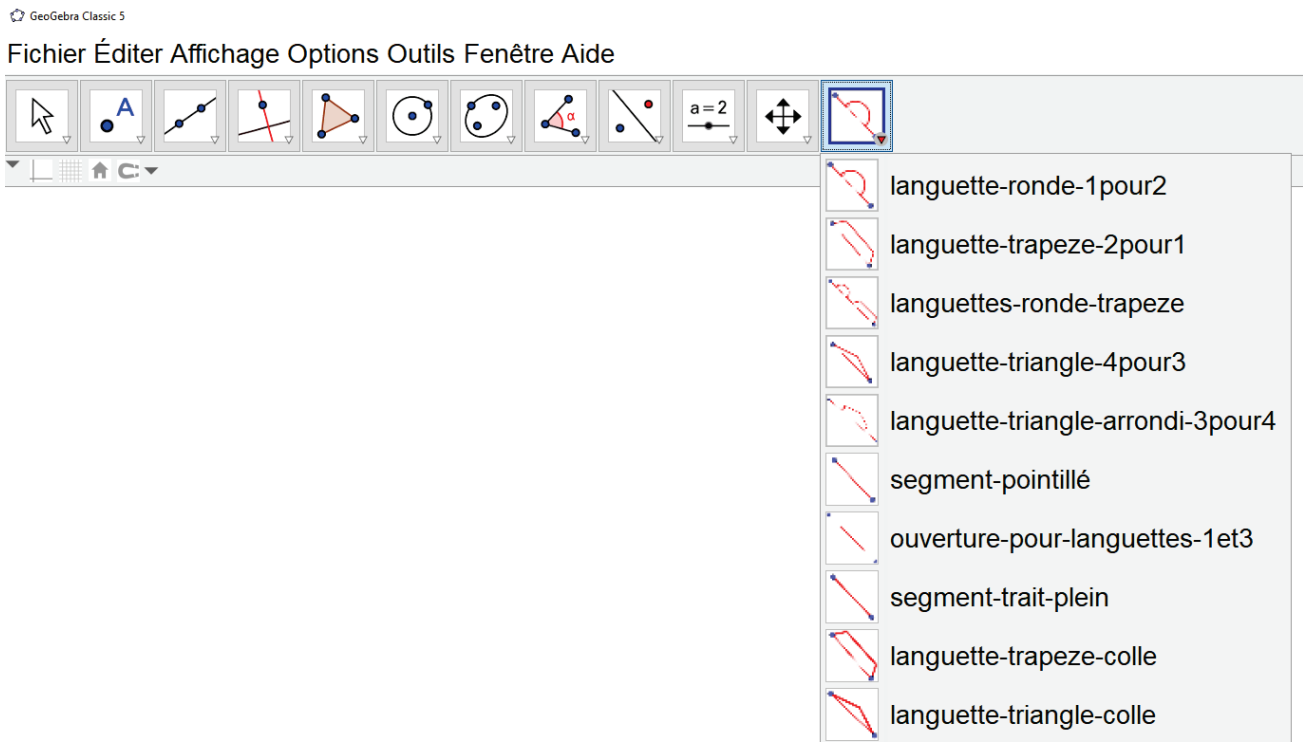 GeoGebra Classic 5
Fichier Éditer Affichage Options Outils Fenêtre Aide
A
α
a = 2
languette-ronde-1pour2
languette-trapeze-2pour1
languettes-ronde-trapeze
languette-triangle-4pour3
languette-triangle-arrondi-3pour4
segment-pointillé
ouverture-pour-languettes-1et3
segment-trait-plein
languette-trapeze-colle
languette-triangle-colle